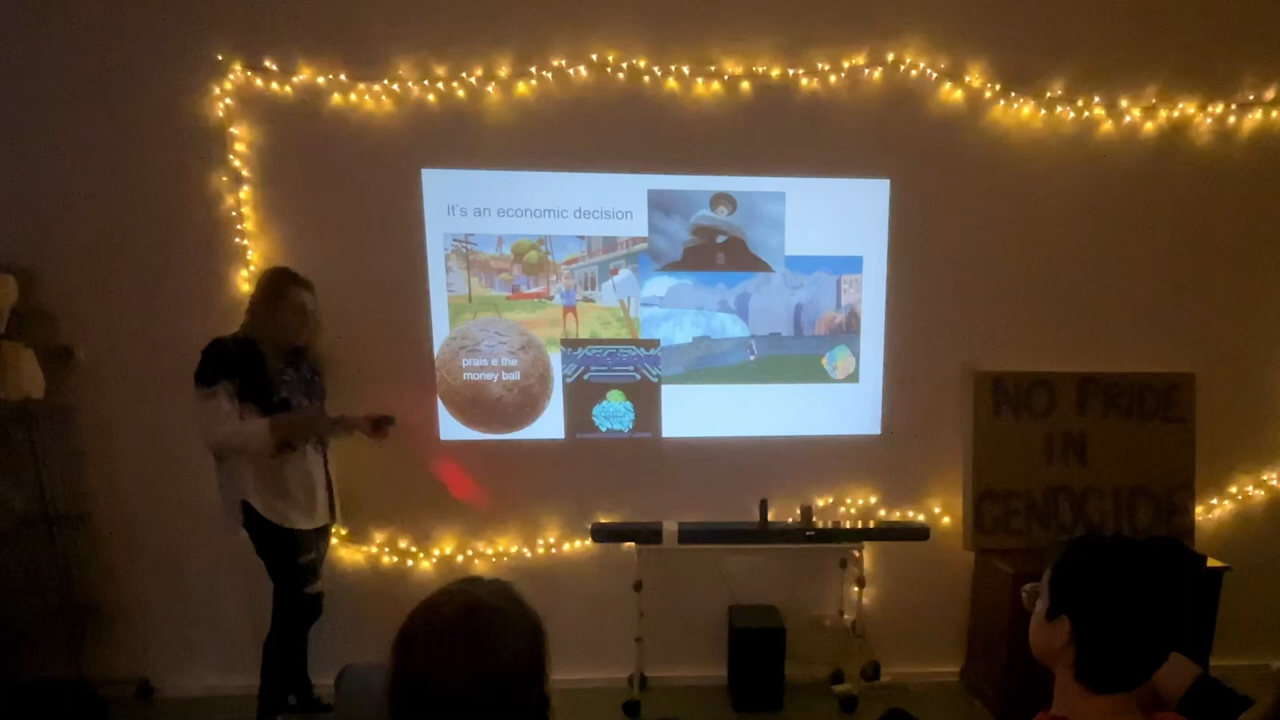 It's an economic decision
prais e the
money ball
NO PRIDE
IN
GENOCIDE